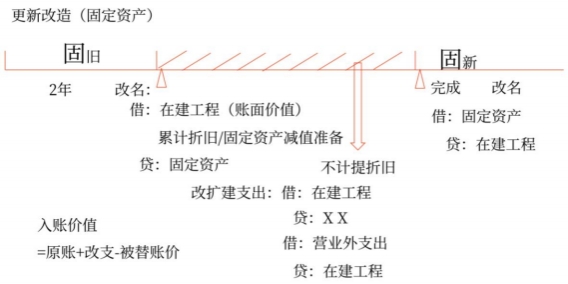 更新改造（固定资产）
固旧
固新
2年
改名：
借：在建工程（账面价值）
累计折旧/固定资产减值准备
贷：固定资产
完成 改名
借：固定资产
贷：在建工程
不计提折旧
改扩建支出：借：在建工程
贷：X X
借：营业外支出
贷：在建工程
入账价值
=原账+改支-被替账价